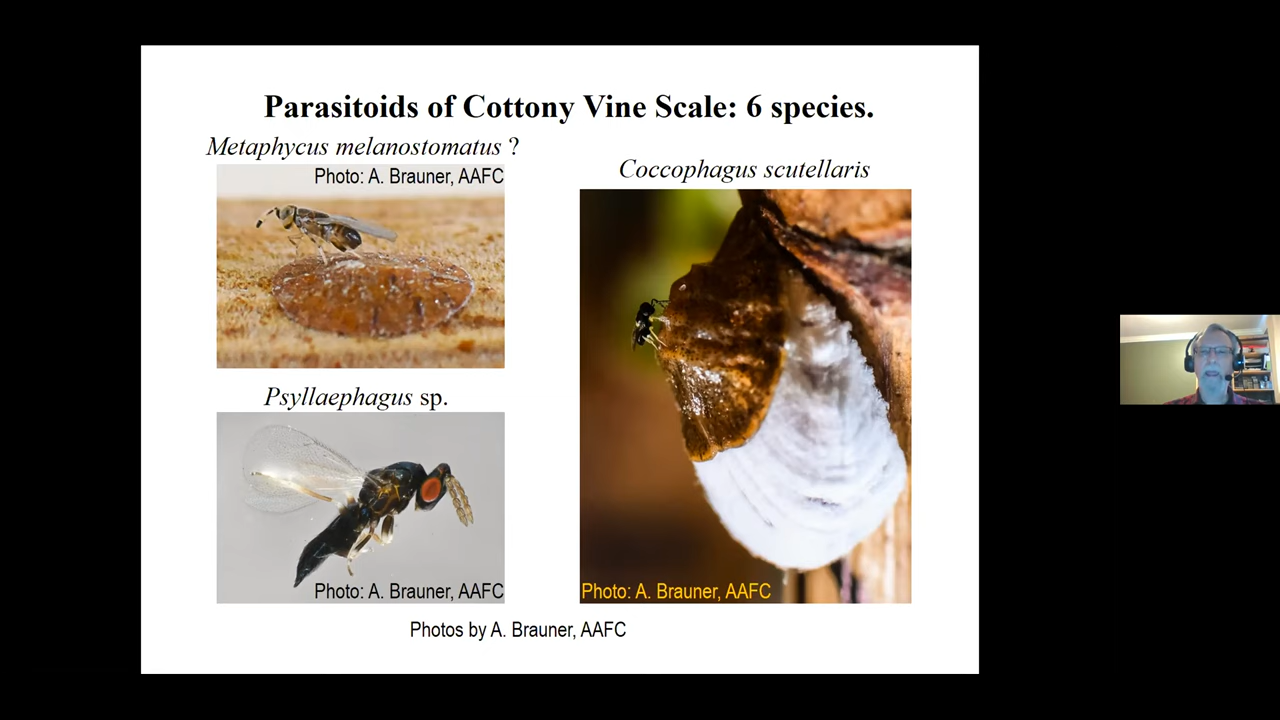 Parasitoids of Cottony Vine Scale: 6 species.
Metaphycus melanostomatus ?
Photo: A. Brauner, AAFC
Coccophagus scutellaris
Psyllaephagus sp.
Photo: A. Brauner, AAFC
Photo: A. Brauner, AAFC
Photos by A. Brauner, AAFC